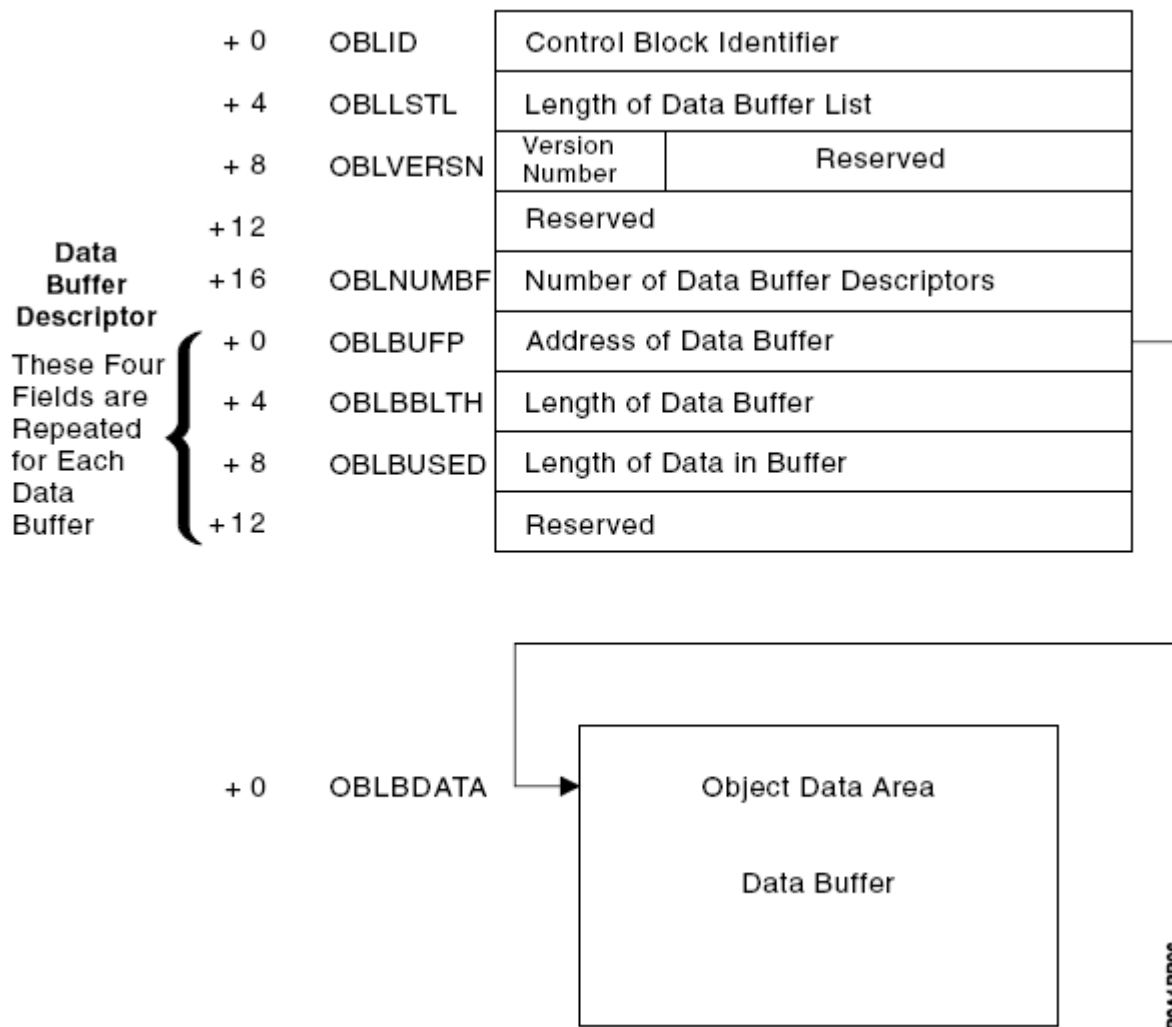 + 0 OBLID Control Block Identifier
+ 4 OBLLSTL Length of Data Buffer List
+ 8 OBLVERSN Version Number Reserved
+12 Reserved
Data
Buffer
Descriptor
+16 OBLNUMBF Number of Data Buffer Descriptors
These Four
Fields are
Repeated
for Each
Data
Buffer
+ 0 OBLBUFP Address of Data Buffer
+ 4 OBLBBLTH Length of Data Buffer
+ 8 OBLBUSED Length of Data in Buffer
+12 Reserved
+ 0 OBLBDATA Object Data Area
Data Buffer